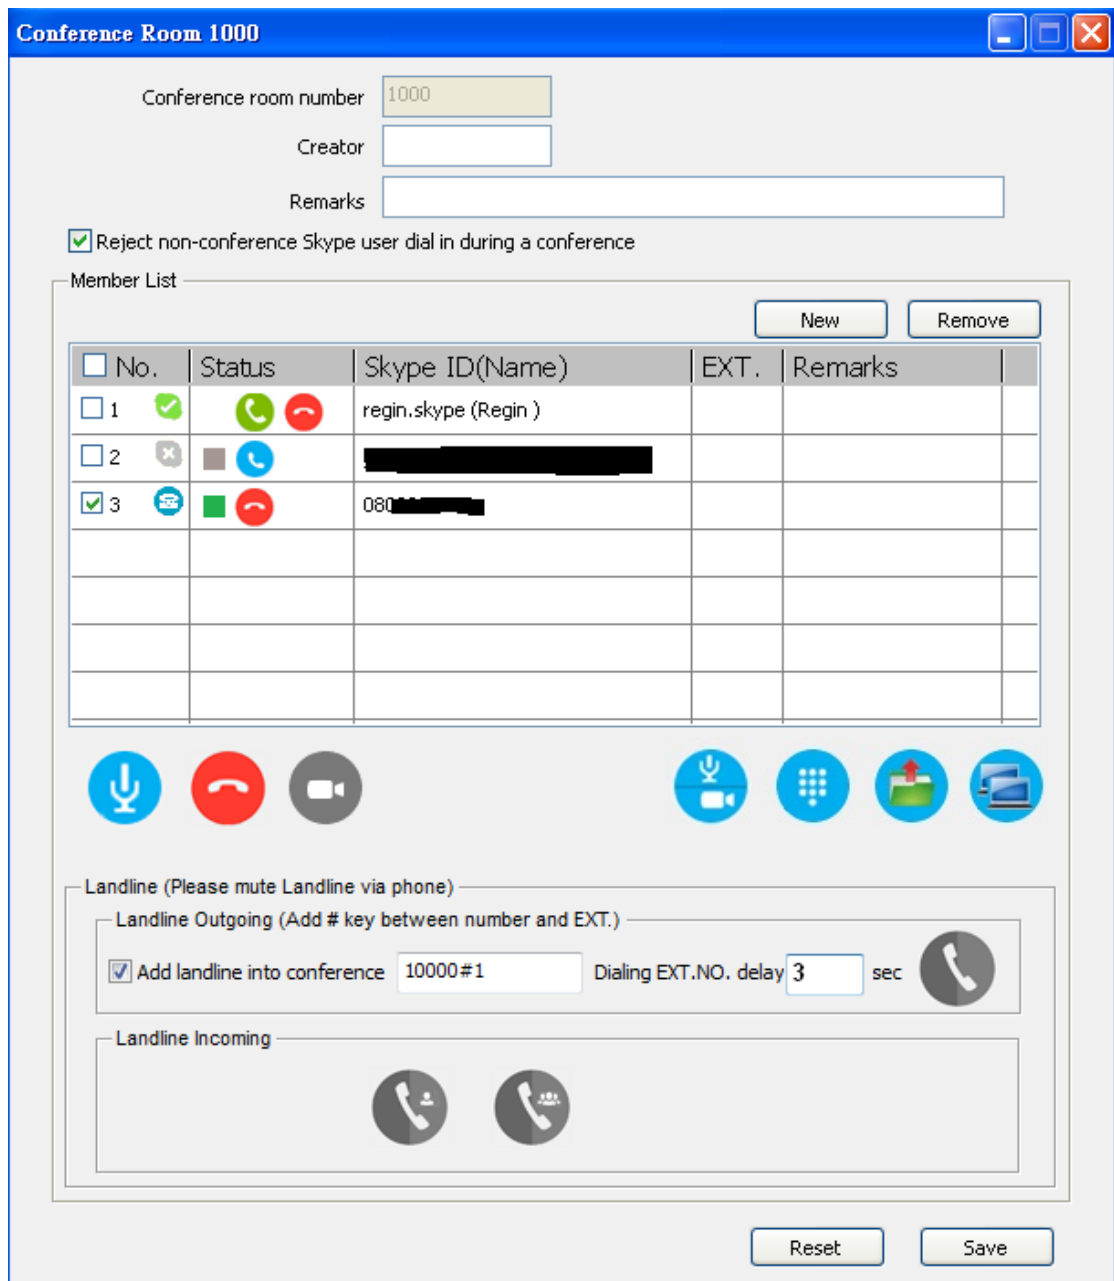 Conference Room 1000
Conference room number 1000
Creator
Remarks
Reject non-conference Skype user dial in during a conference
Member List
New Remove
No. Status Skype ID(Name) EXT. Remarks
1 regin.skype (Regin )
2
3 080
Landline (Please mute Landline via phone)
Landline Outgoing (Add # key between number and EXT.)
Add landline into conference 10000#1 Dialing EXT.NO. delay 3 sec
Landline Incoming
Reset Save